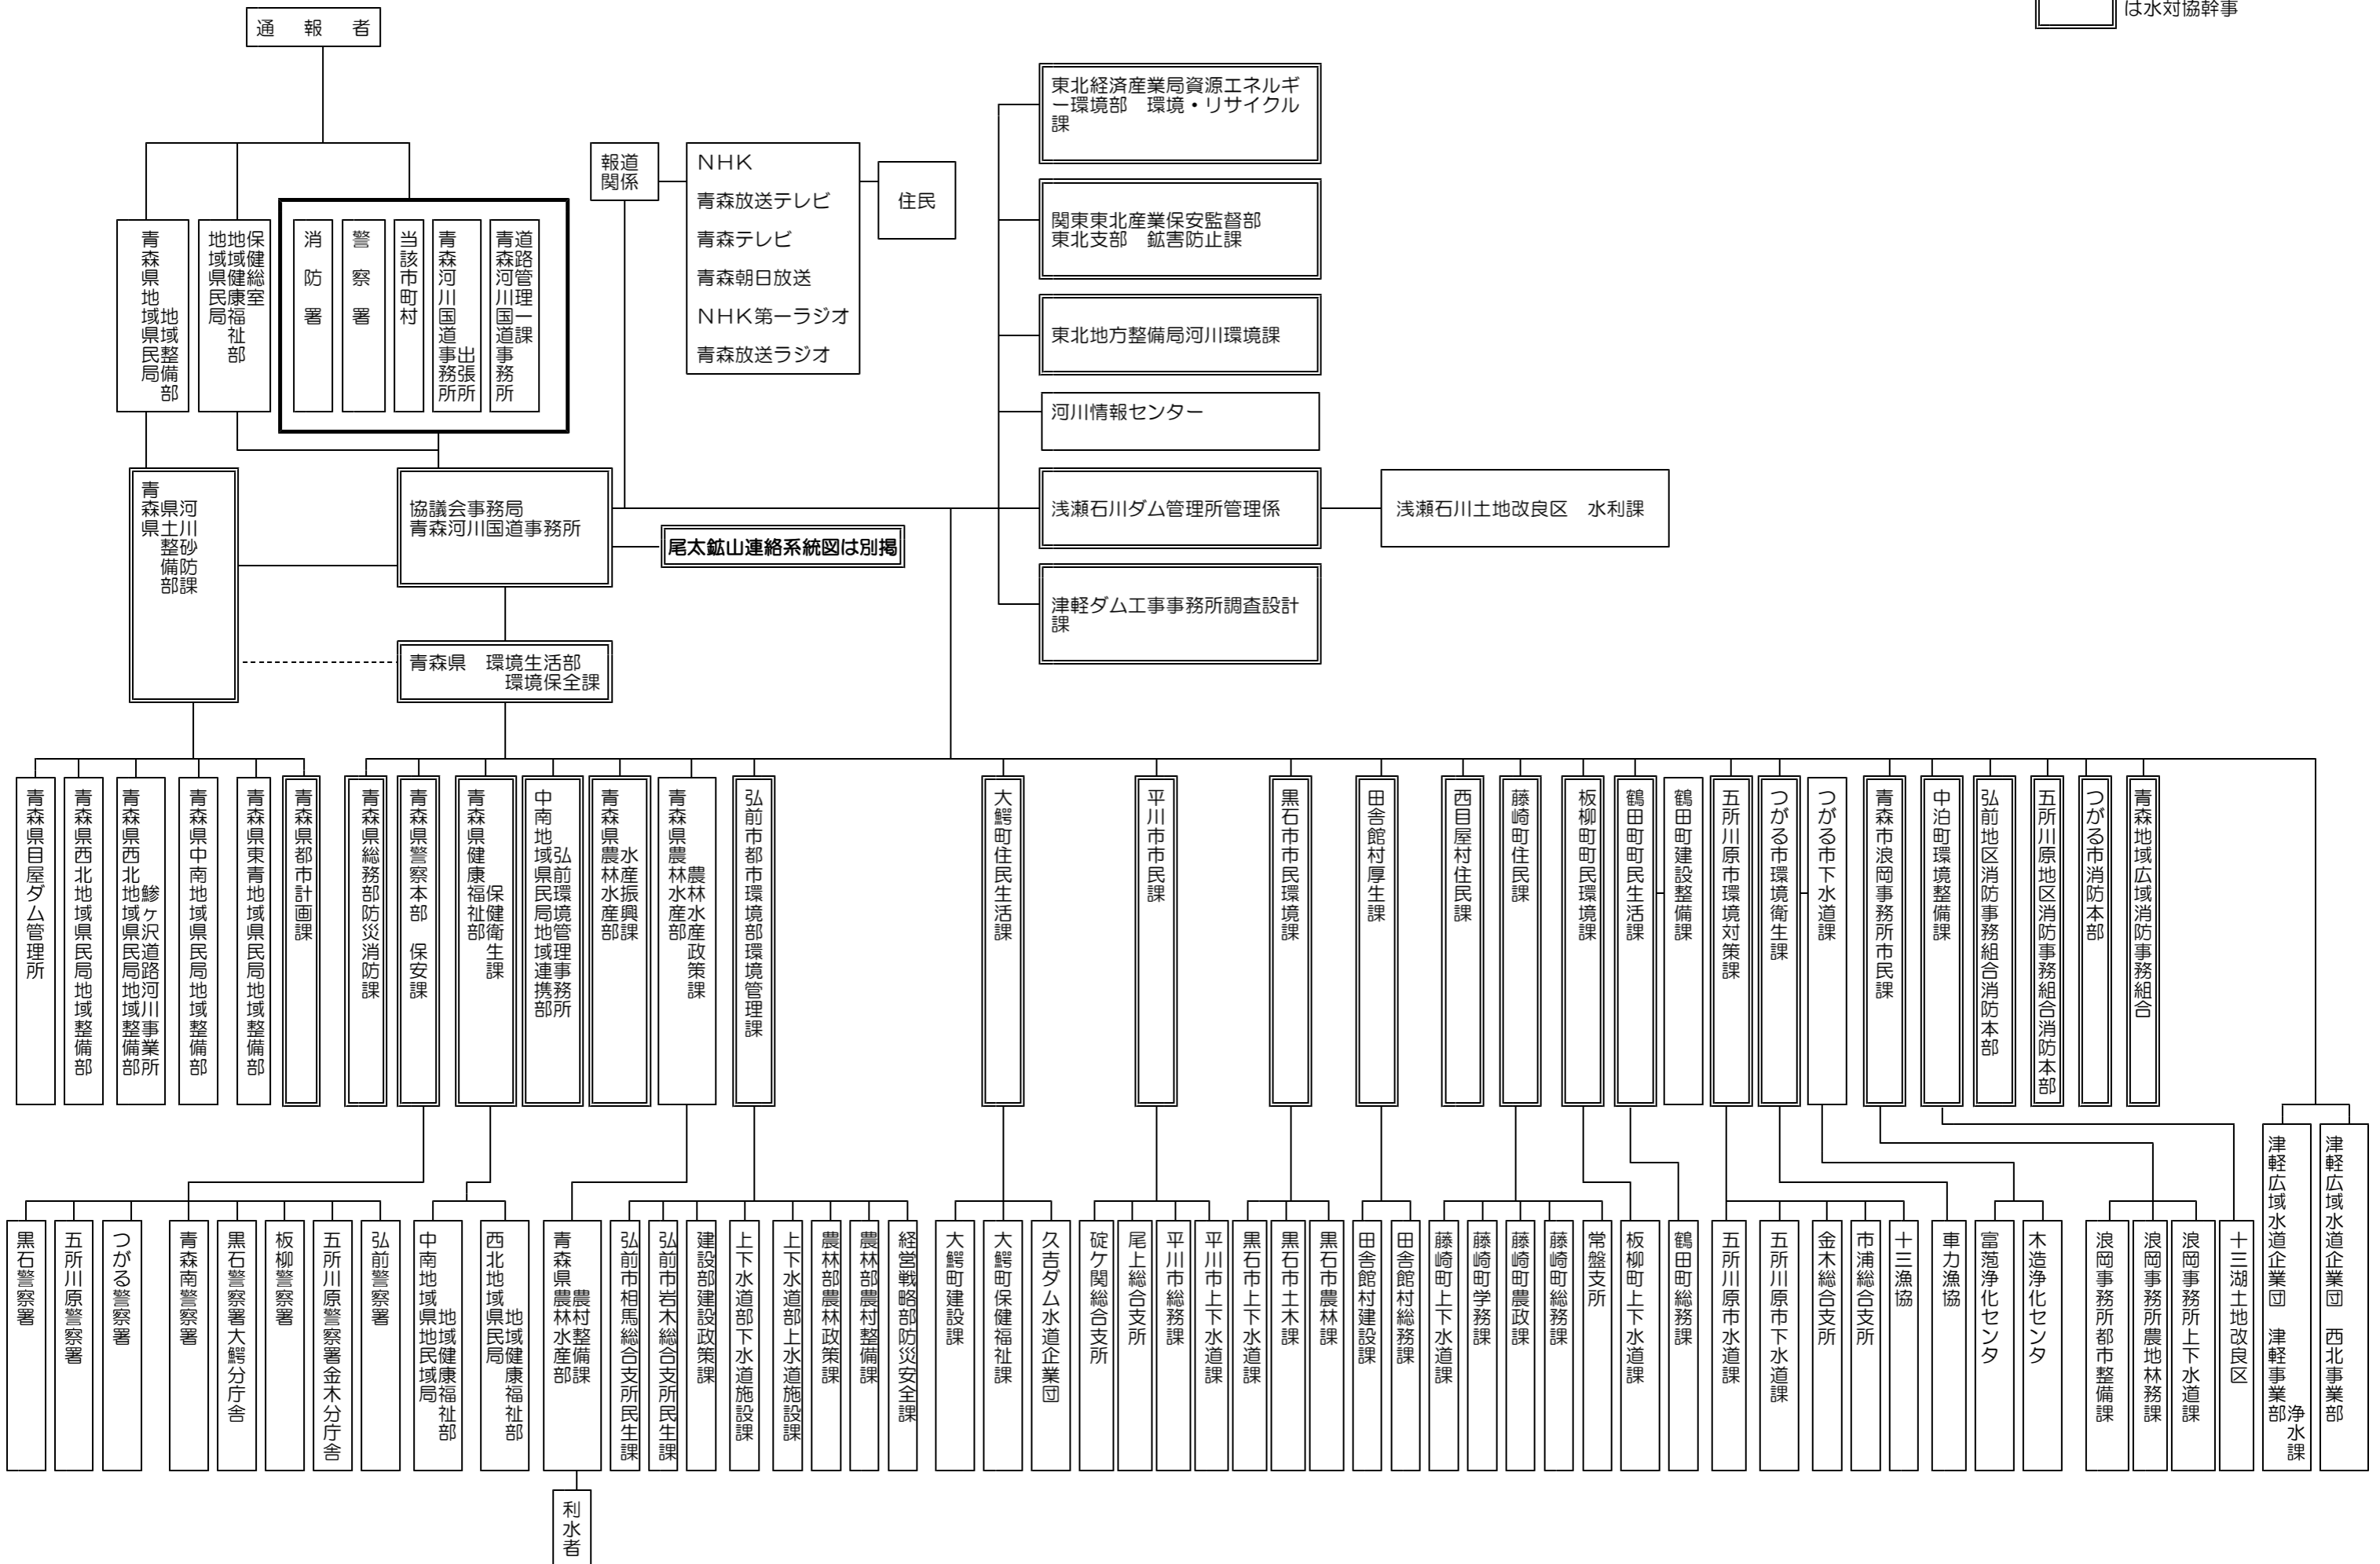 は水対協幹事
通 報 者
東北経済産業局資源エネルギ
ー環境部 環境・リサイクル
課
関東東北産業保安監督部
東北支部 鉱害防止課
東北地方整備局河川環境課
河川情報センター
浅瀬石川ダム管理所管理係
浅瀬石川土地改良区 水利課
津軽ダム工事事務所調査設計
課
報道
関係
NHK
青森放送テレビ
青森テレビ
青森朝日放送
NHK第一ラジオ
青森放送ラジオ
住民
青森県地域県民局
地域整備部
地域県民局
地域健康福祉部
保健総室
消防署
警察署
当該市町村
青森河川国道事務所
出張所
青森河川国道事務所
道路管理一課
青
森県
県土整備部
河川砂防課
協議会事務局
青森河川国道事務所
尾太鉱山連絡系統図は別掲
青森県 環境生活部
環境保全課
青森県目屋ダム管理所
青森県西北地域県民局地域整備部
青森県西北地域県民局地域整備部
鰺ヶ沢道路河川事業所
青森県中南地域県民局地域整備部
青森県東青地域県民局地域整備部
青森県都市計画課
青森県総務部防災消防課
青森県警察本部 保安課
青森県健康福祉部
保健衛生課
中南地域県民局地域連携部
弘前環境管理事務所
青森県農林水産部
水産振興課
青森県農林水産部
農林水産政策課
弘前市都市環境部環境管理課
大鰐町住民生活課
平川市市民課
黒石市市民環境課
田舎館村厚生課
西目屋村住民課
藤崎町住民課
板柳町町民環境課
鶴田町町民生活課
鶴田町建設整備課
五所川原市環境対策課
つがる市環境衛生課
つがる市下水道課
青森市浪岡事務所市民課
中泊町環境整備課
弘前地区消防事務組合消防本部
五所川原地区消防事務組合消防本部
つがる市消防本部
青森地域広域消防事務組合
黒石警察署
五所川原警察署
つがる警察署
青森南警察署
黒石警察署大鰐分庁舎
板柳警察署
五所川原警察署金木分庁舎
弘前警察署
中南地域県地民域局
地域健康福祉部
西北地域県民局
地域健康福祉部
青森県農林水産部
農村整備課
弘前市相馬総合支所民生課
弘前市岩木総合支所民生課
建設部建設政策課
上下水道部下水道施設課
上下水道部上水道施設課
農林部農林政策課
農林部農村整備課
経営戦略部防災安全課
大鰐町建設課
大鰐町保健福祉課
久吉ダム水道企業団
碇ケ関総合支所
尾上総合支所
平川市総務課
平川市上下水道課
黒石市上下水道課
黒石市土木課
黒石市農林課
田舎館村建設課
田舎館村総務課
藤崎町上下水道課
藤崎町学務課
藤崎町農政課
藤崎町総務課
常盤支所
板柳町上下水道課
鶴田町総務課
五所川原市水道課
五所川原市下水道課
金木総合支所
市浦総合支所
十三漁協
車力漁協
富萢浄化センタ
木造浄化センタ
浪岡事務所都市整備課
浪岡事務所農地林務課
浪岡事務所上下水道課
十三湖土地改良区
津軽広域水道企業団 津軽事業部
浄水課
津軽広域水道企業団 西北事業部
利水者